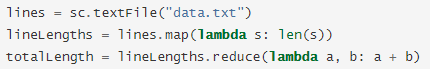 lines = sc.textFile("data.txt")
lineLengths = lines.map(lambda s: len(s))
totalLength = lineLengths.reduce(lambda a, b: a + b)